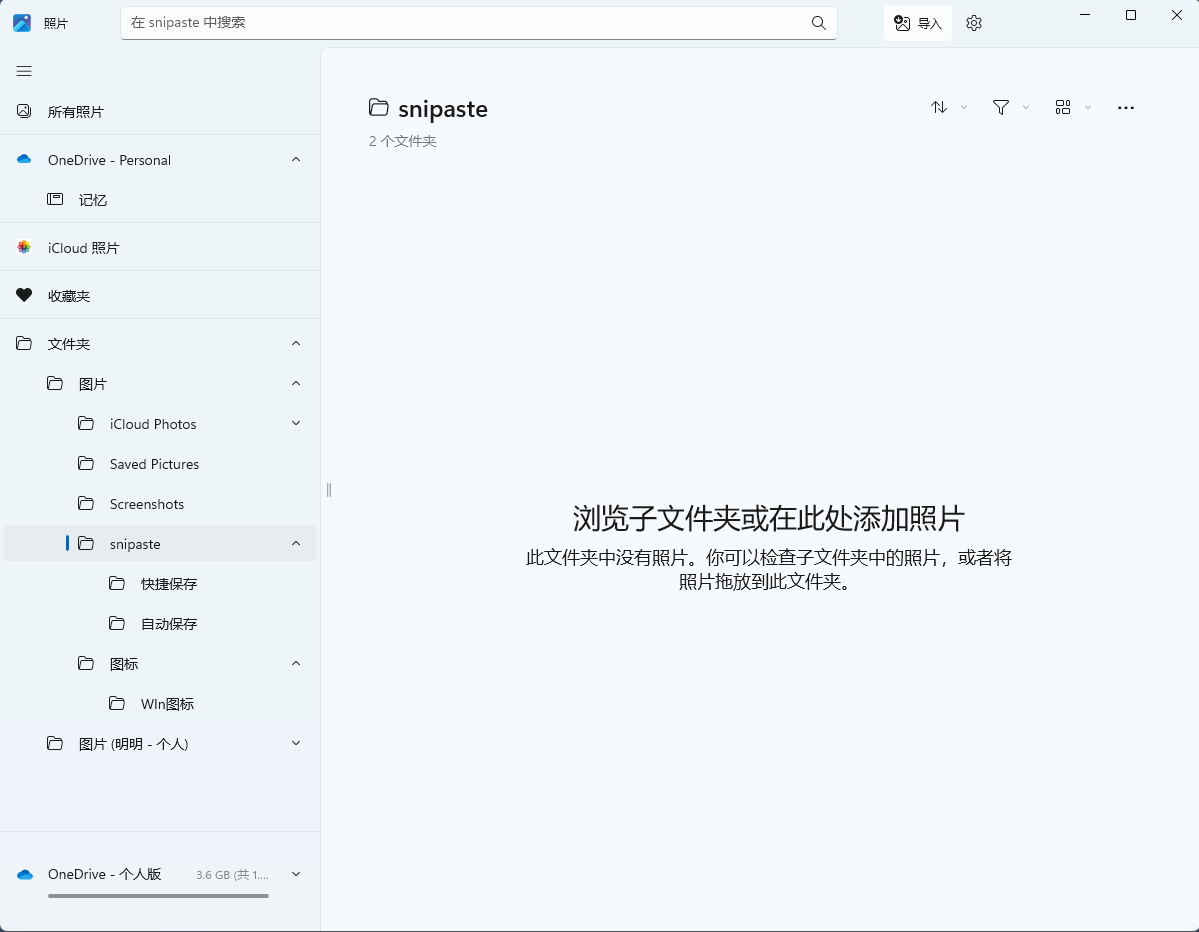 照片
在 snipaste 中搜索
导入
所有照片
OneDrive - Personal
记忆
iCloud 照片
收藏夹
文件夹
图片
iCloud Photos
Saved Pictures
Screenshots
snipaste
快捷保存
自动保存
图标
WIn图标
图片 (明明 - 个人)
OneDrive - 个人版
3.6 GB (共 1....
snipaste
2 个文件夹
浏览子文件夹或在此处添加照片
此文件夹中没有照片。你可以检查子文件夹中的照片，或者将
照片拖放到此文件夹。